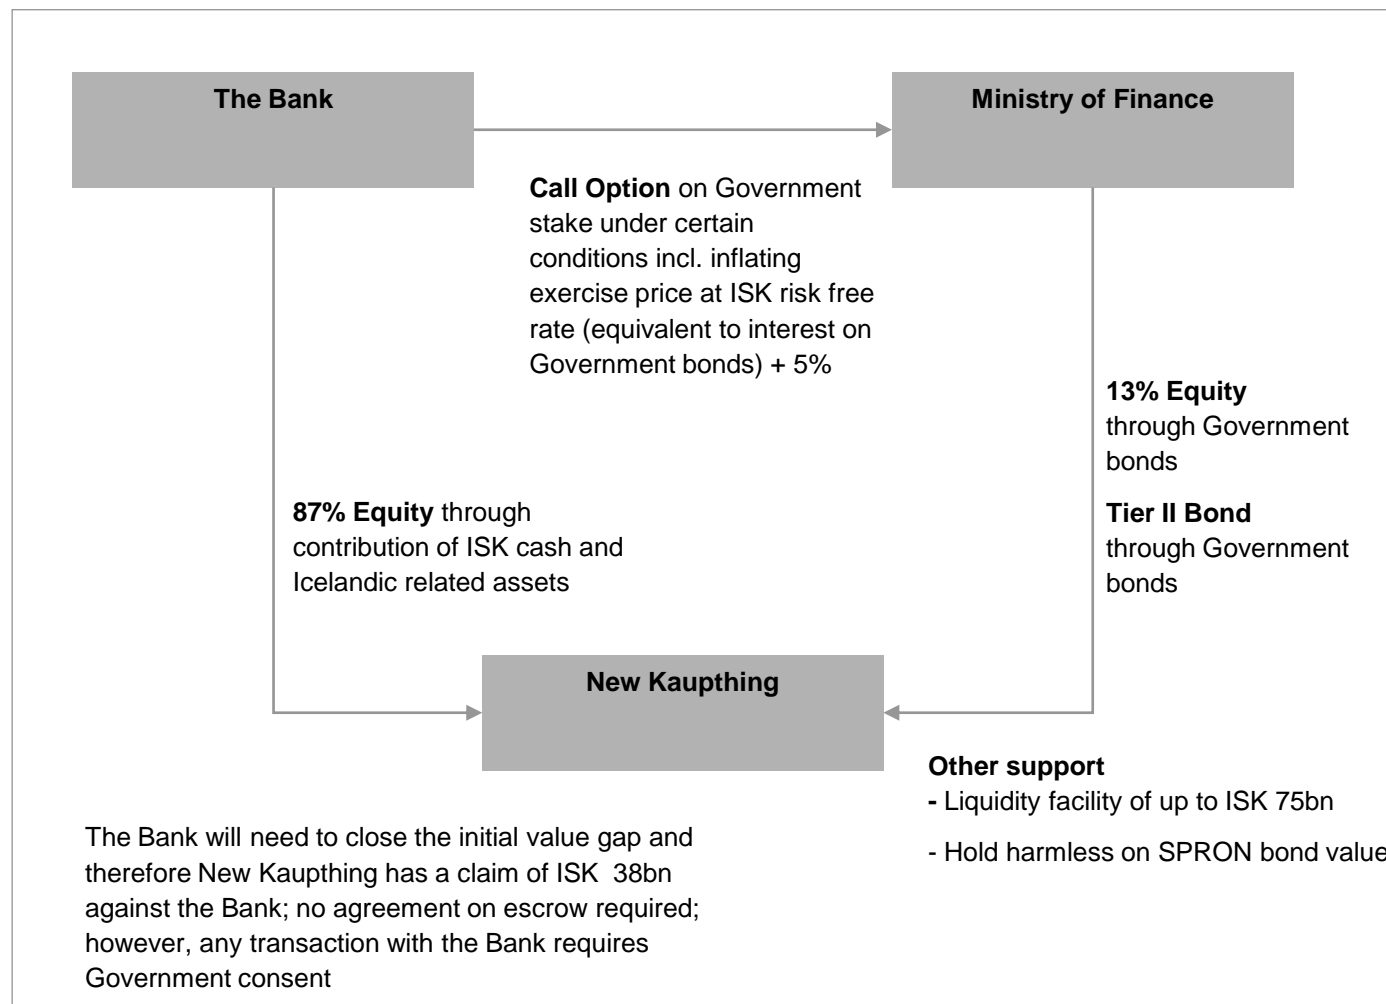 The Bank
Ministry of Finance
Call Option on Government
stake under certain
conditions incl. inflating
exercise price at ISK risk free
rate (equivalent to interest on
Government bonds) + 5%
13% Equity
through Government
bonds
Tier II Bond
through Government
bonds
87% Equity through
contribution of ISK cash and
Icelandic related assets
New Kaupthing
Other support
- Liquidity facility of up to ISK 75bn
- Hold harmless on SPRON bond value
The Bank will need to close the initial value gap and
therefore New Kaupthing has a claim of ISK 38bn
against the Bank; no agreement on escrow required;
however, any transaction with the Bank requires
Government consent